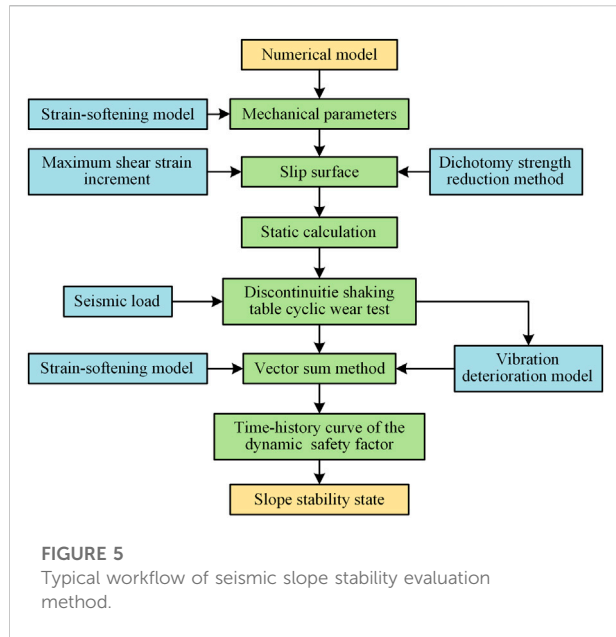 Numerical model
Strain-softening model
Mechanical parameters
Maximum shear strain
increment
Slip surface
Dichotomy strength
reduction method
Static calculation
Seismic load
Discontinuitie shaking
table cyclic wear test
Strain-softening model
Vector sum method
Vibration
deterioration model
Time-history curve of the
dynamic safety factor
Slope stability state
FIGURE 5
Typical workflow of seismic slope stability evaluation
method.